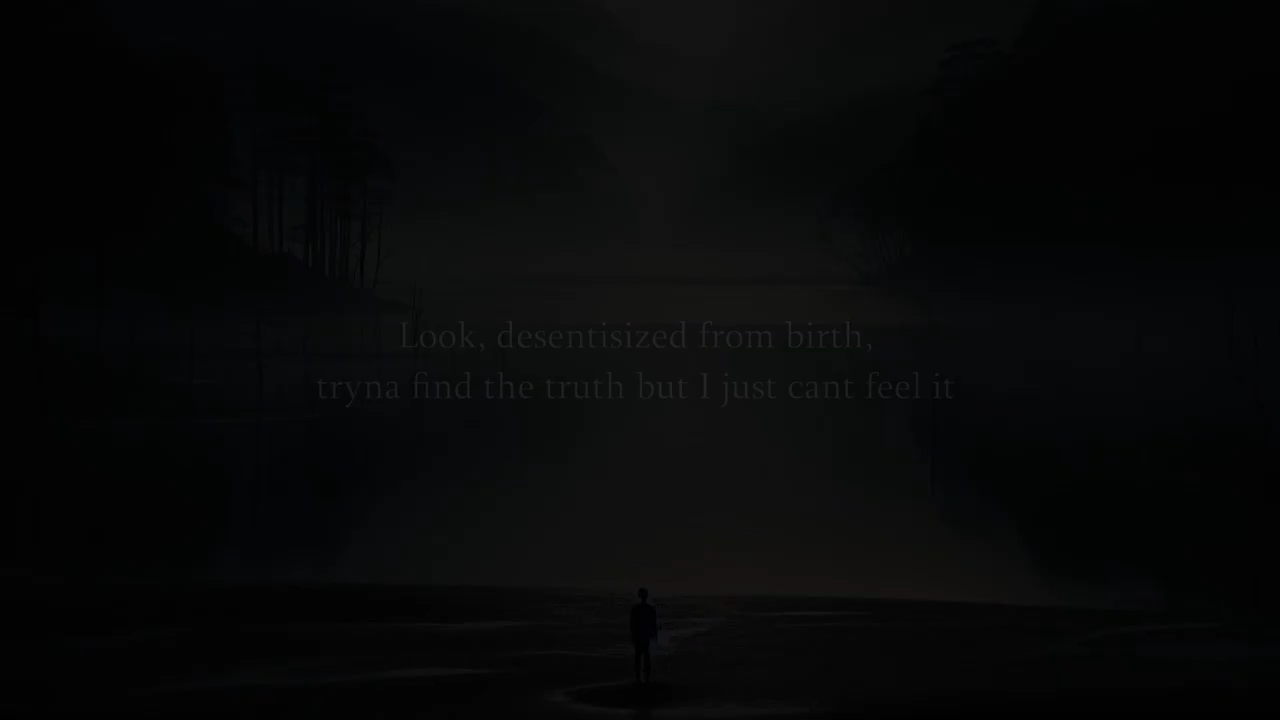 Look, desentisized from birth,
tryna find the truth but I just cant feel it